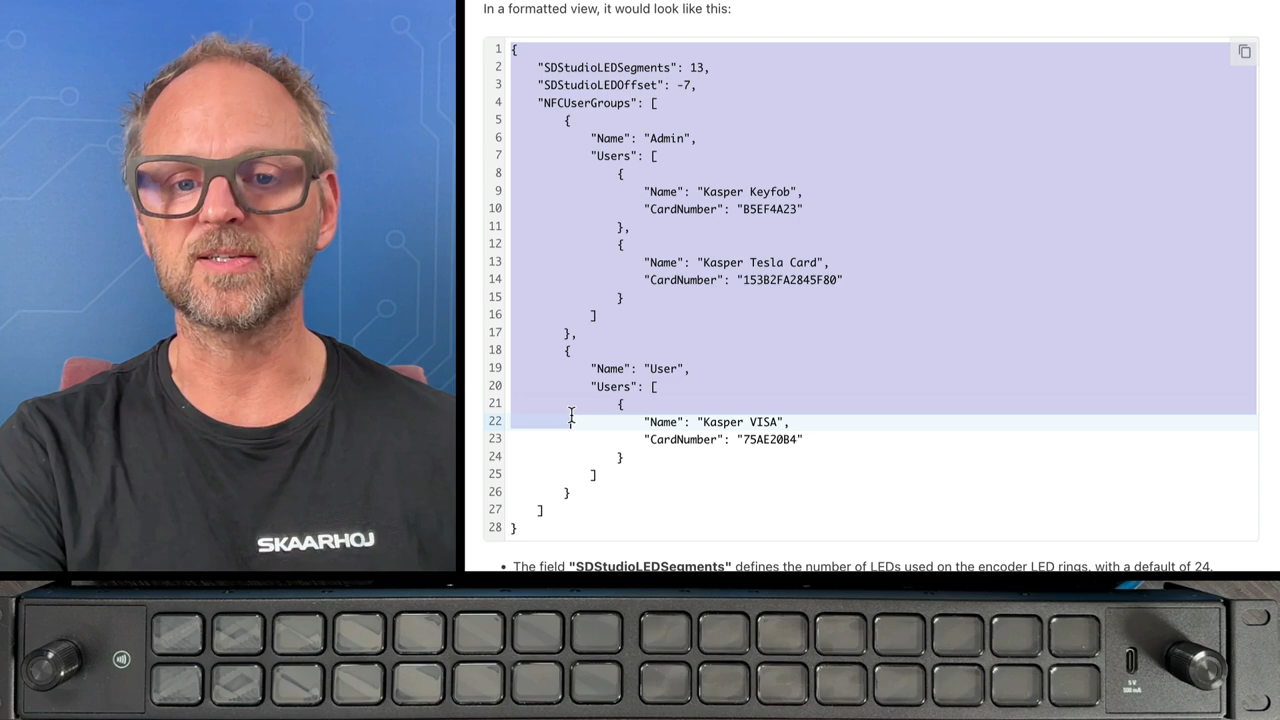 In a formatted view, it would look like this:
1 {
2 "SDStudioLEDSegments": 13,
3 "SDStudioLEDOffset": -7,
4 "NFCUserGroups": [
5 {
6 "Name": "Admin",
7 "Users": [
8 {
9 "Name": "Kasper Keyfob",
10 "CardNumber": "B5EF4A23"
11 },
12 {
13 "Name": "Kasper Tesla Card",
14 "CardNumber": "153B2FA2845F80"
15 }
16 ]
17 },
18 {
19 "Name": "User",
20 "Users": [
21 {
22 "Name": "Kasper VISA",
23 "CardNumber": "75AE20B4"
24 }
25 ]
26 }
27 ]
28 }
• The field "SDStudioLEDSegments" defines the number of LEDs used on the encoder LED rings, with a default of 24.
SKAARHOJ
5 V
500 mA